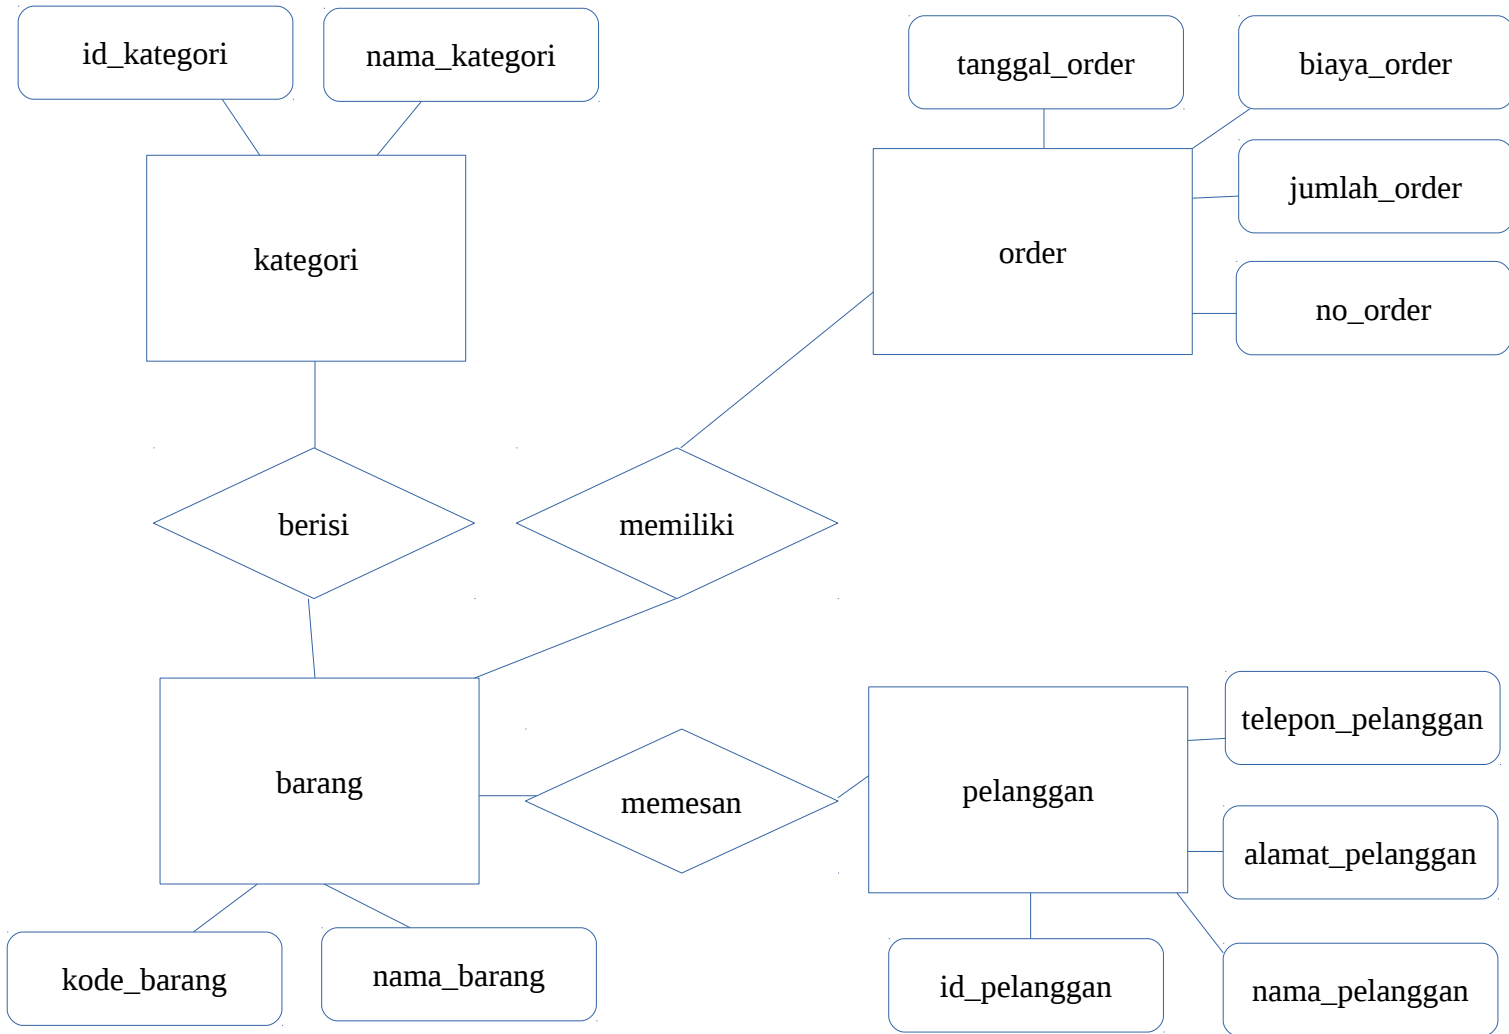 id_kategori
nama_kategori
tanggal_order
biaya_order
jumlah_order
kategori
order
no_order
berisi
memiliki
telepon_pelanggan
barang
memesan
pelanggan
alamat_pelanggan
kode_barang
nama_barang
id_pelanggan
nama_pelanggan